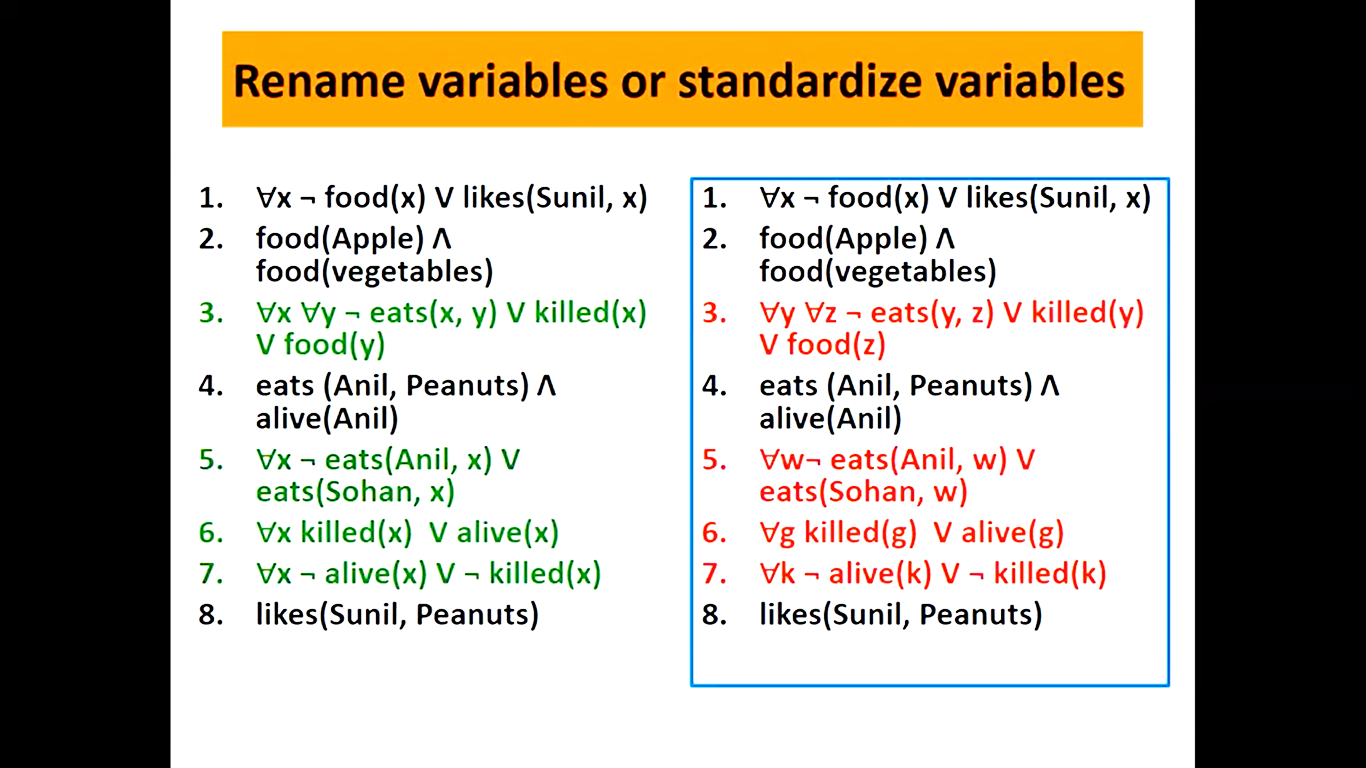 Rename variables or standardize variables
1. ∀x ¬ food(x) V likes(Sunil, x)
2. food(Apple) Λ
food(vegetables)
3. ∀x ∀y ¬ eats(x, y) V killed(x)
V food(y)
4. eats (Anil, Peanuts) Λ
alive(Anil)
5. ∀x ¬ eats(Anil, x) V
eats(Sohan, x)
6. ∀x killed(x) V alive(x)
7. ∀x ¬ alive(x) V ¬ killed(x)
8. likes(Sunil, Peanuts)
1. ∀x ¬ food(x) V likes(Sunil, x)
2. food(Apple) Λ
food(vegetables)
3. ∀y ∀z ¬ eats(y, z) V killed(y)
V food(z)
4. eats (Anil, Peanuts) Λ
alive(Anil)
5. ∀w¬ eats(Anil, w) V
eats(Sohan, w)
6. ∀g killed(g) V alive(g)
7. ∀k ¬ alive(k) V ¬ killed(k)
8. likes(Sunil, Peanuts)